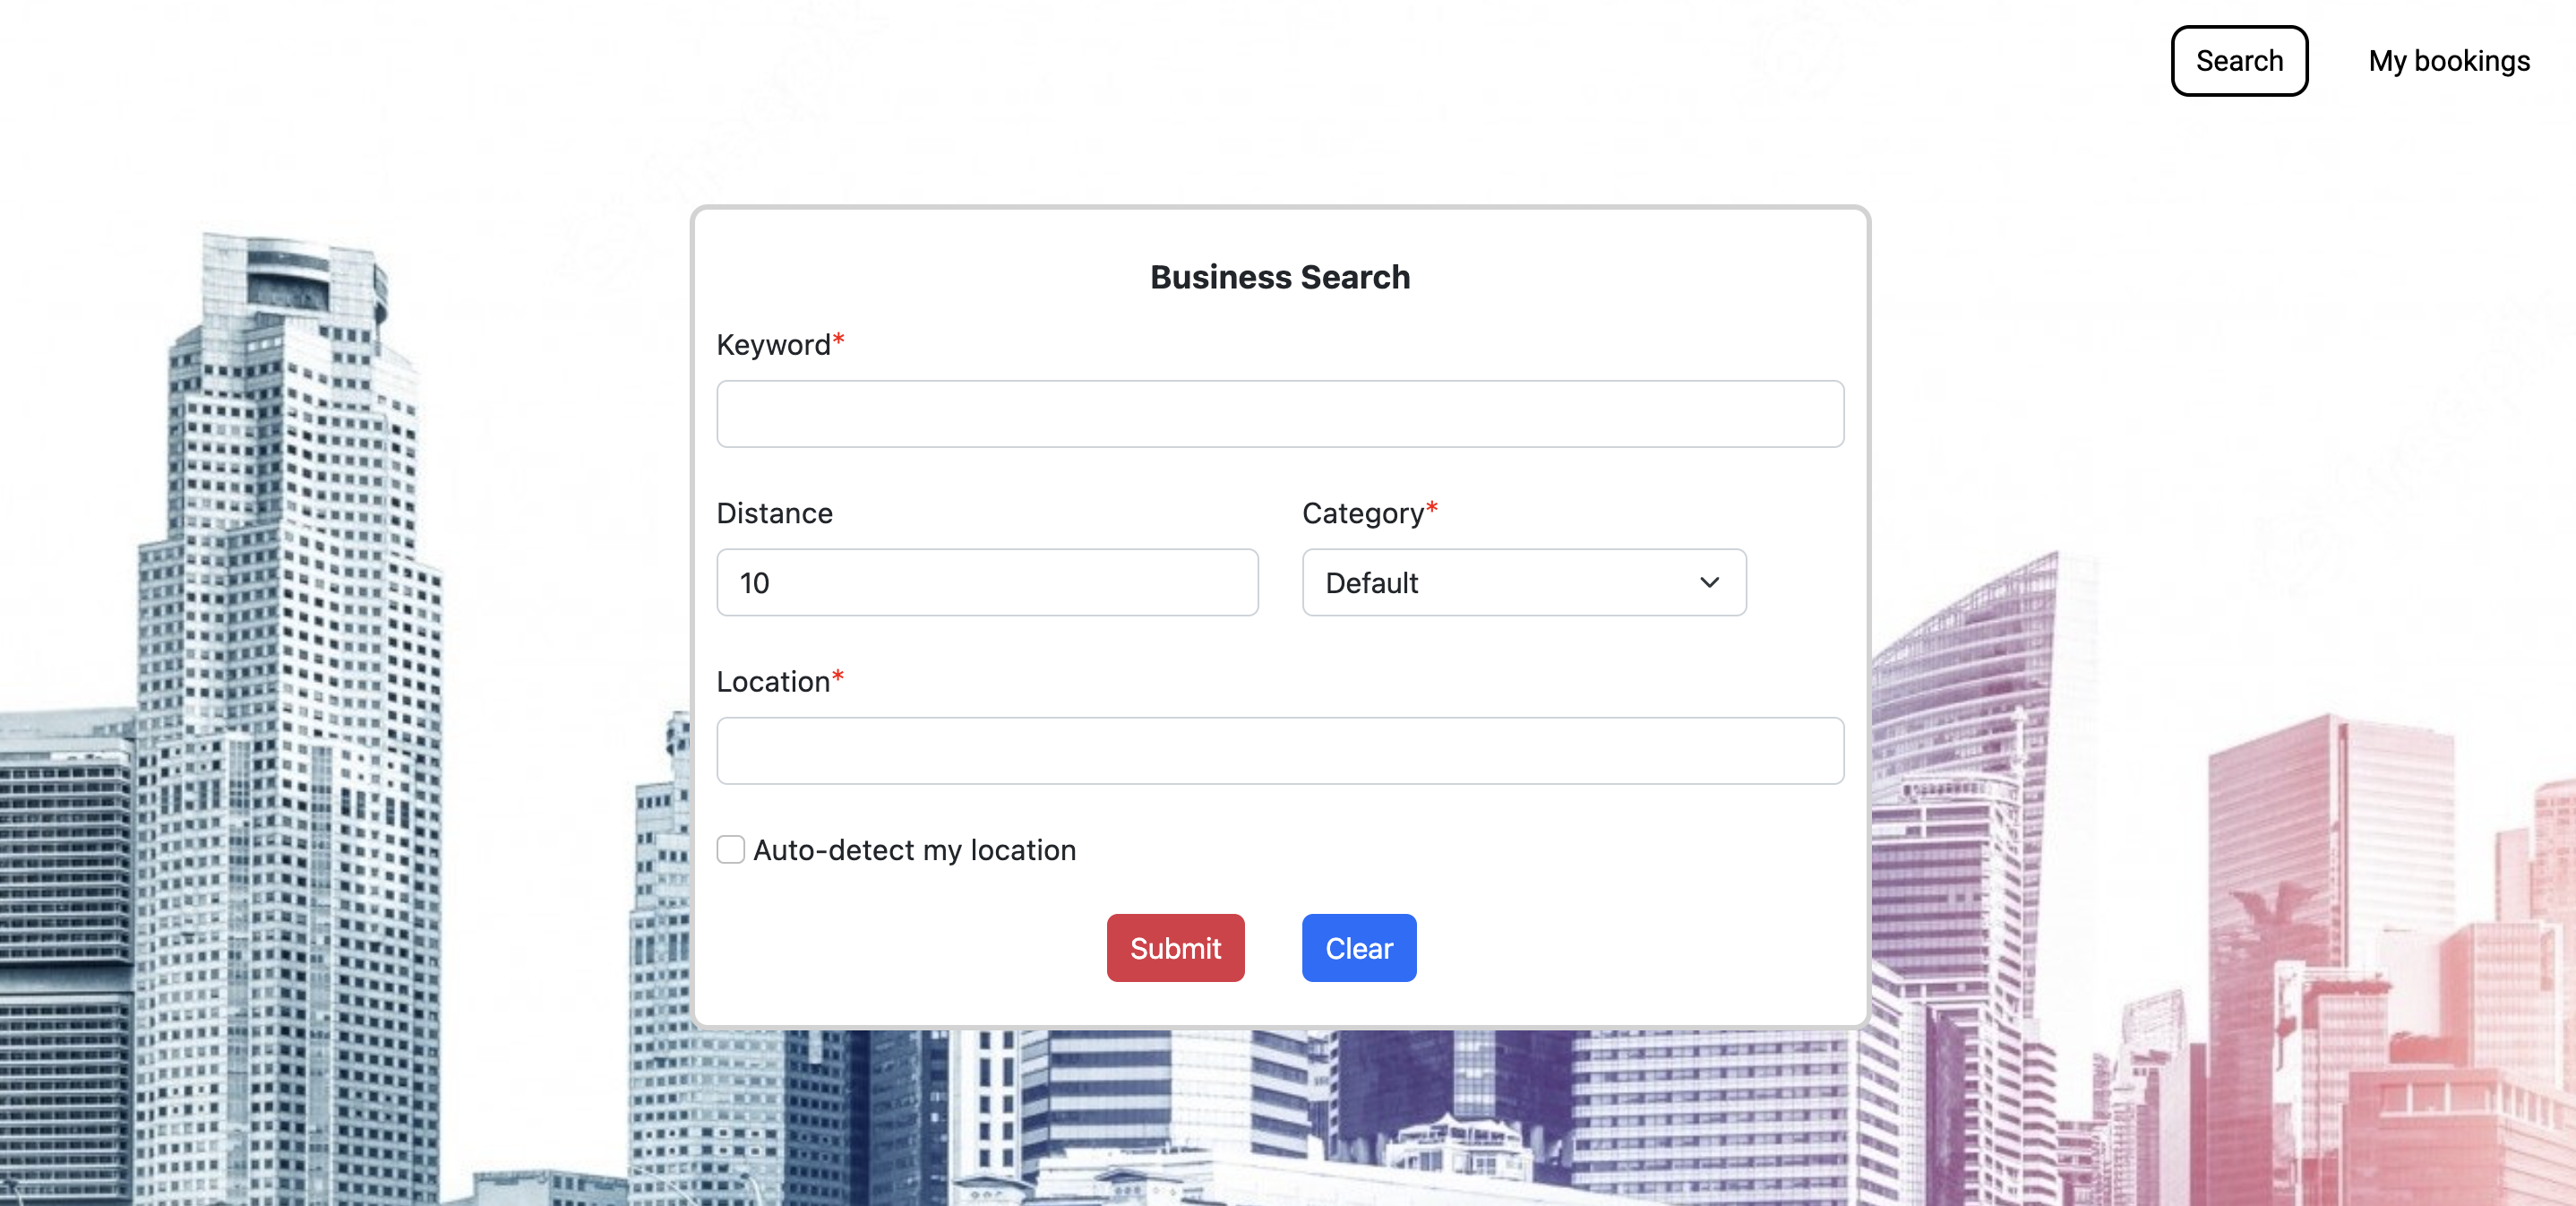 Search My bookings
Business Search
Keyword*
Distance Category*
10 Default
Location*
Auto-detect my location
Submit Clear